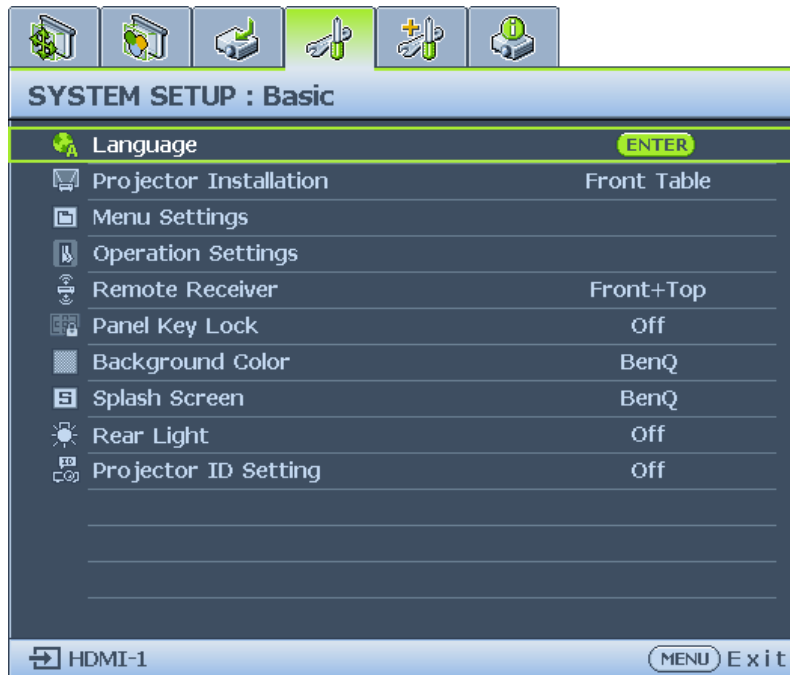 SYSTEM SETUP : Basic
Language ENTER
Projector Installation Front Table
Menu Settings
Operation Settings
Remote Receiver Front+Top
Panel Key Lock Off
Background Color BenQ
Splash Screen BenQ
Rear Light Off
Projector ID Setting Off
HDMI-1 MENU Exit